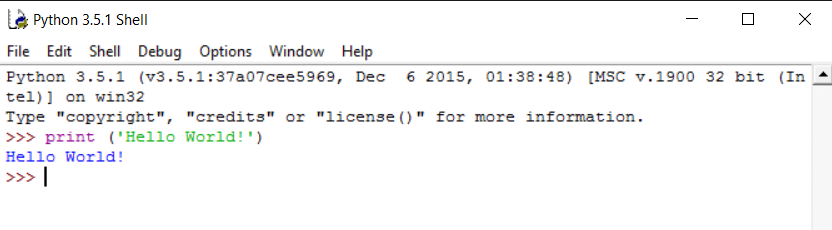 Python 3.5.1 Shell
File Edit Shell Debug Options Window Help
Python 3.5.1 (v3.5.1:37a07cee5969, Dec  6 2015, 01:38:48) [MSC v.1900 32 bit (In
tel)] on win32
Type "copyright", "credits" or "license()" for more information.
>>> print ('Hello World!')
Hello World!
>>>